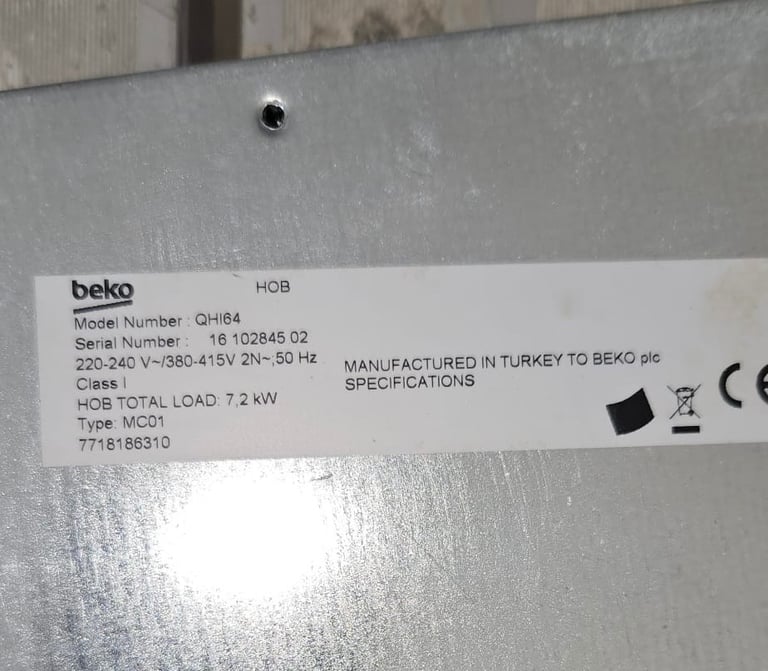 beko HOB
Model Number : QHI64
Serial Number : 16 102845 02
220-240 V~/380-415V 2N~;50 Hz
Class I
HOB TOTAL LOAD: 7,2 kW
Type: MC01
7718186310
MANUFACTURED IN TURKEY TO BEKO plc
SPECIFICATIONS
CE